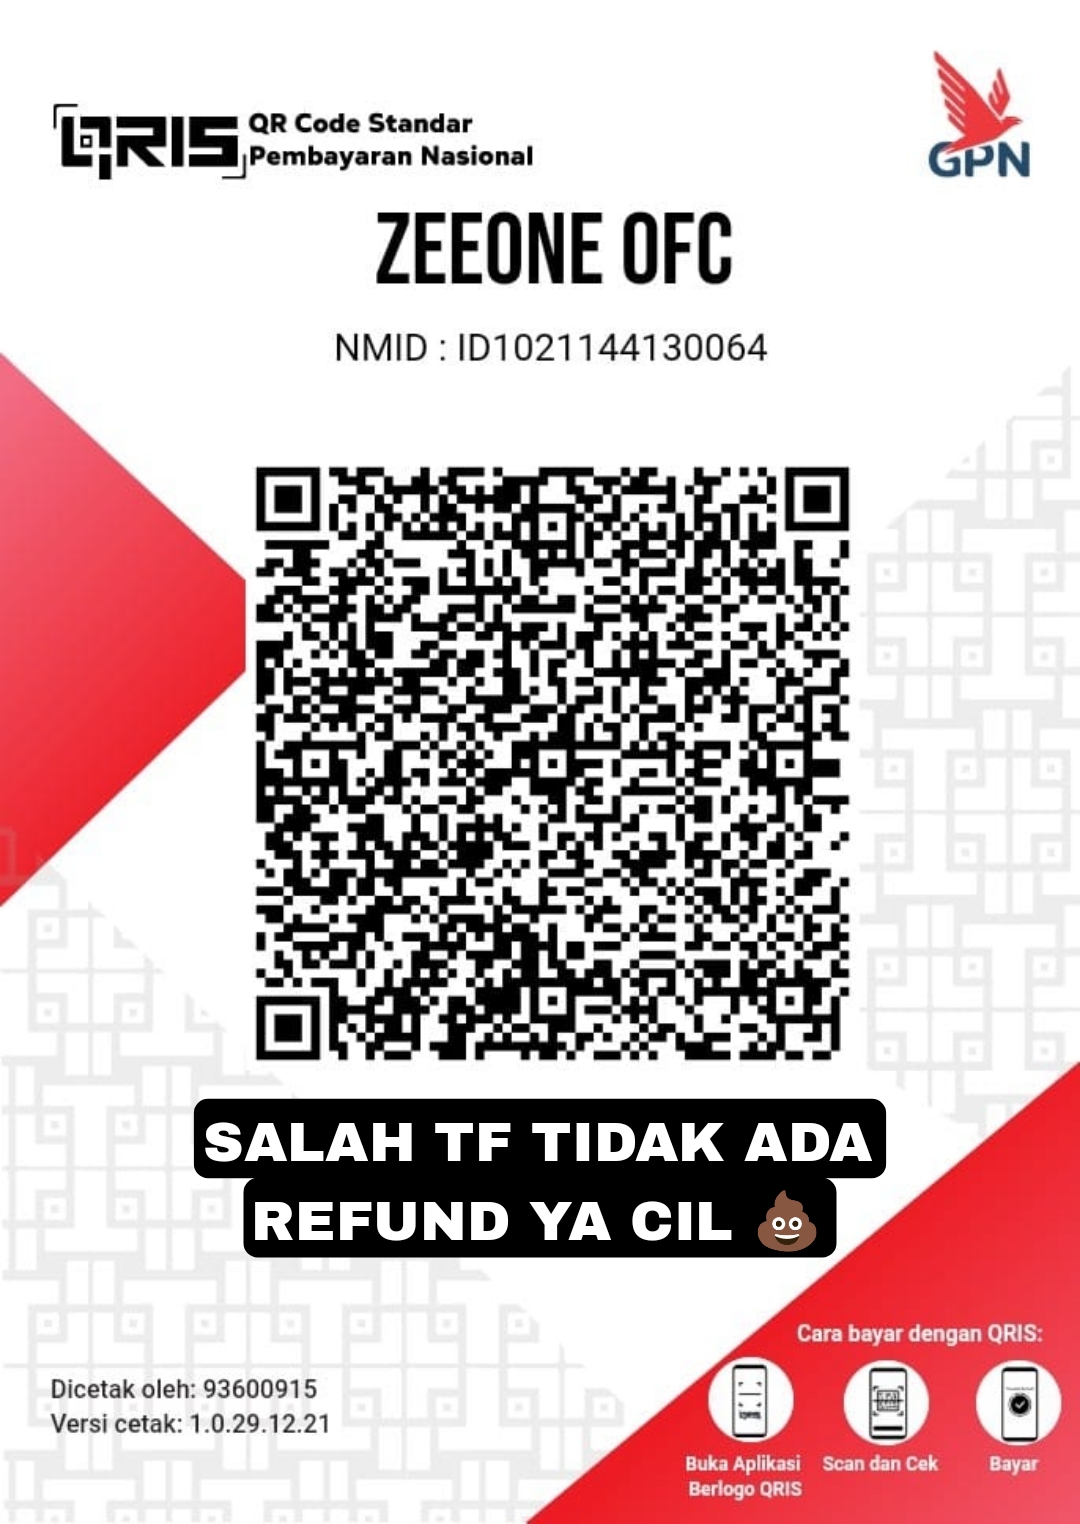 QRIS QR Code Standar
Pembayaran Nasional
GPN
ZEEONE OFC
NMID : ID1021144130064
SALAH TF TIDAK ADA
REFUND YA CIL 💩
Cara bayar dengan QRIS:
Dicetak oleh: 93600915
Versi cetak: 1.0.29.12.21
Buka Aplikasi
Berlogo QRIS
Scan dan Cek
Bayar